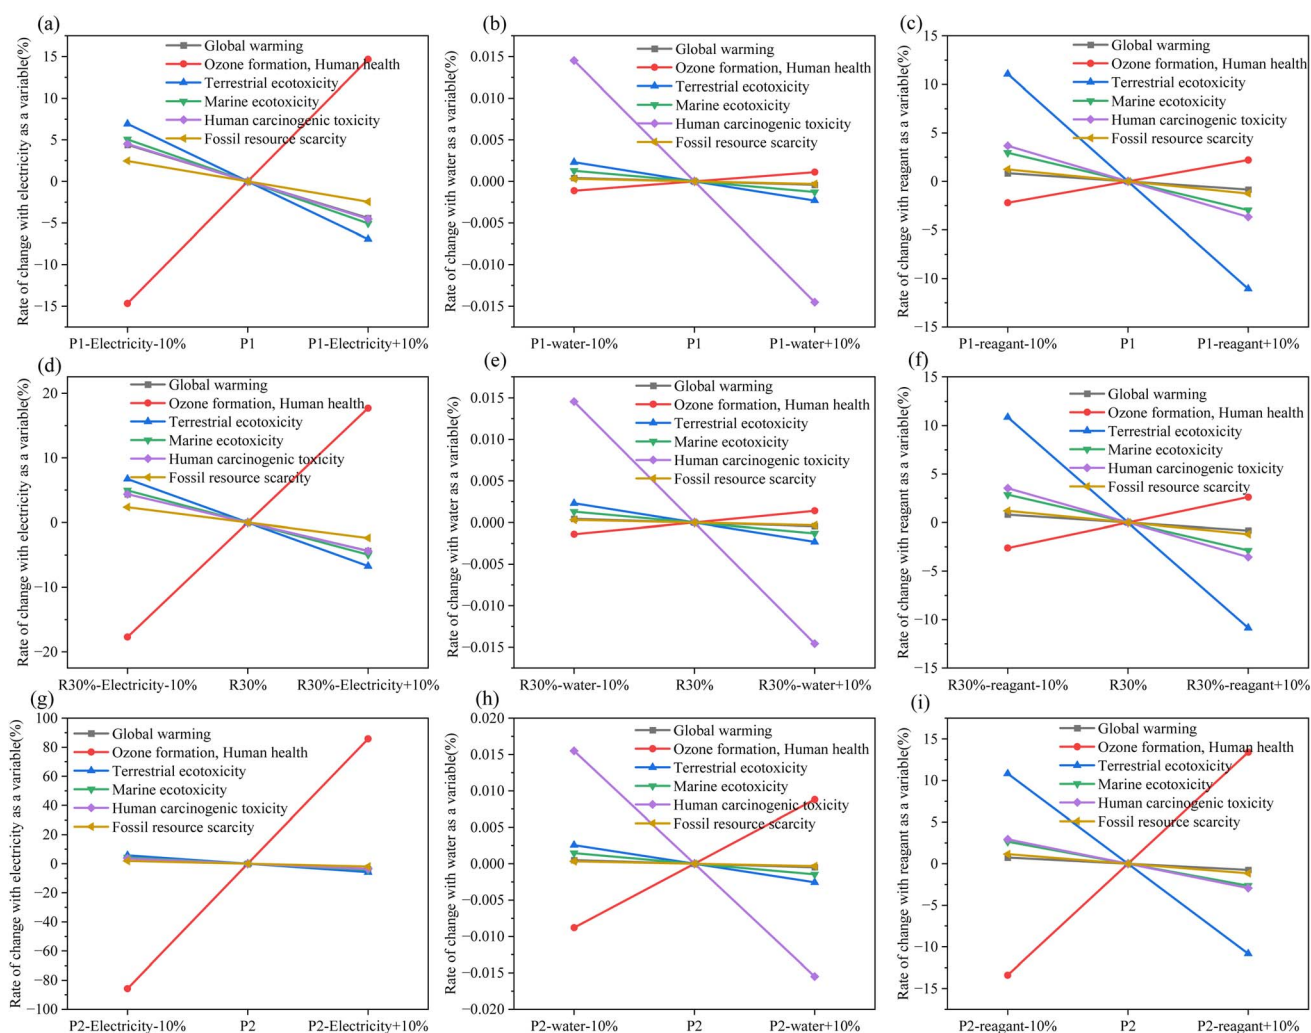 (a)
Rate of change with electricity as a variable(%)
15
10
5
0
−5
−10
−15
Global warming
Ozone formation, Human health
Terrestrial ecotoxicity
Marine ecotoxicity
Human carcinogenic toxicity
Fossil resource scarcity
P1-Electricity-10%
P1
P1-Electricity+10%
(b)
Rate of change with water as a variable(%)
0.015
0.010
0.005
0.000
−0.005
−0.010
−0.015
Global warming
Ozone formation, Human health
Terrestrial ecotoxicity
Marine ecotoxicity
Human carcinogenic toxicity
Fossil resource scarcity
P1-water-10%
P1
P1-water+10%
(c)
Rate of change with reagent as a variable(%)
15
10
5
0
−5
−10
−15
Global warming
Ozone formation, Human health
Terrestrial ecotoxicity
Marine ecotoxicity
Human carcinogenic toxicity
Fossil resource scarcity
P1-reagant-10%
P1
P1-reagant+10%
(d)
Rate of change with electricity as a variable(%)
20
10
0
−10
−20
Global warming
Ozone formation, Human health
Terrestrial ecotoxicity
Marine ecotoxicity
Human carcinogenic toxicity
Fossil resource scarcity
R30%-Electricity-10%
R30%
R30%-Electricity+10%
(e)
Rate of change with water as a variable(%)
0.015
0.010
0.005
0.000
−0.005
−0.010
−0.015
Global warming
Ozone formation, Human health
Terrestrial ecotoxicity
Marine ecotoxicity
Human carcinogenic toxicity
Fossil resource scarcity
R30%-water-10%
R30%
R30%-water+10%
(f)
Rate of change with reagant as a variable(%)
15
10
5
0
−5
−10
−15
Global warming
Ozone formation, Human health
Terrestrial ecotoxicity
Marine ecotoxicity
Human carcinogenic toxicity
Fossil resource scarcity
R30%-reagant-10%
R30%
R30%-reagant+10%
(g)
Rate of change with electricity as a variable(%)
100
80
60
40
20
0
−20
−40
−60
−80
−100
Global warming
Ozone formation, Human health
Terrestrial ecotoxicity
Marine ecotoxicity
Human carcinogenic toxicity
Fossil resource scarcity
P2-Electricity-10%
P2
P2-Electricity+10%
(h)
Rate of change with water as a variable(%)
0.020
0.015
0.010
0.005
0.000
−0.005
−0.010
−0.015
−0.020
Global warming
Ozone formation, Human health
Terrestrial ecotoxicity
Marine ecotoxicity
Human carcinogenic toxicity
Fossil resource scarcity
P2-water-10%
P2
P2-water+10%
(i)
Rate of change with reagant as a variable(%)
15
10
5
0
−5
−10
−15
Global warming
Ozone formation, Human health
Terrestrial ecotoxicity
Marine ecotoxicity
Human carcinogenic toxicity
Fossil resource scarcity
P2-reagant-10%
P2
P2-reagant+10%